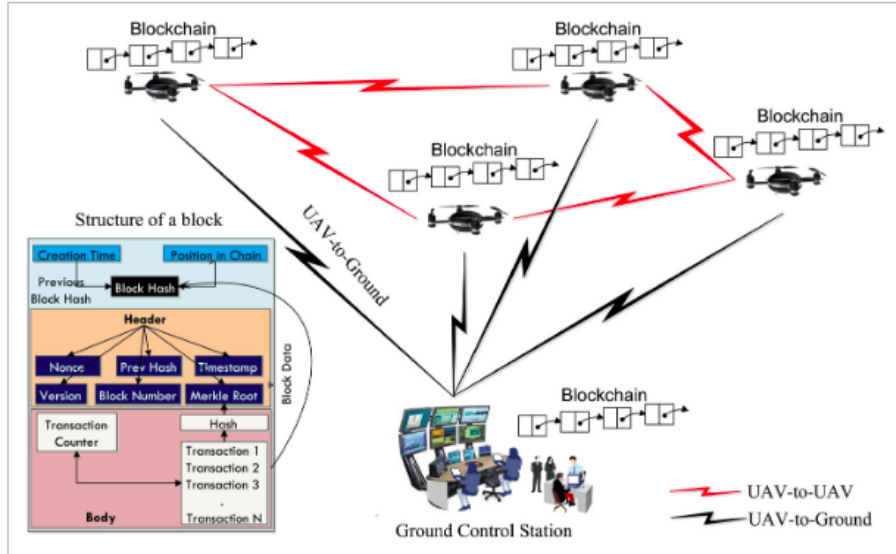 Blockchain
Blockchain
Blockchain
Blockchain
Structure of a block
UAV-to-Ground
Creation Time
Position in Chain
Previous
Block Hash
Block Hash
Header
Nonce
Prev Hash
Timestamp
Version
Block Number
Merkle Root
Block Data
Transaction
Counter
Hash
Transaction 1
Transaction 2
Transaction 3
.
Transaction N
Body
Blockchain
Ground Control Station
UAV-to-UAV
UAV-to-Ground